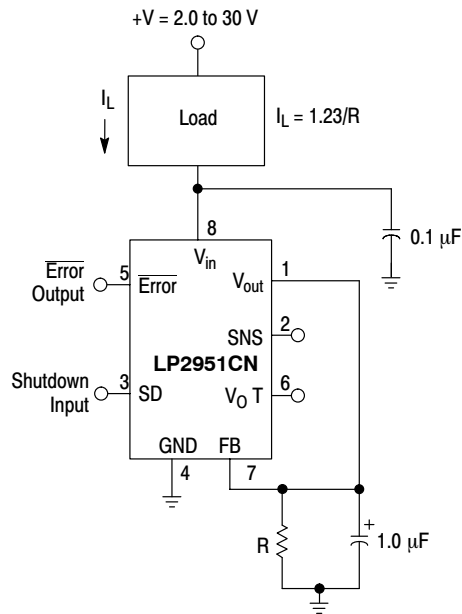 +V = 2.0 to 30 V
I_L
Load
I_L = 1.23/R
0.1 µF
8
V_in
Error
Output
5
Error
V_out
1
SNS
2
LP2951CN
Shutdown
Input
3
SD
V_O T
6
GND
FB
4
7
R
+
1.0 µF